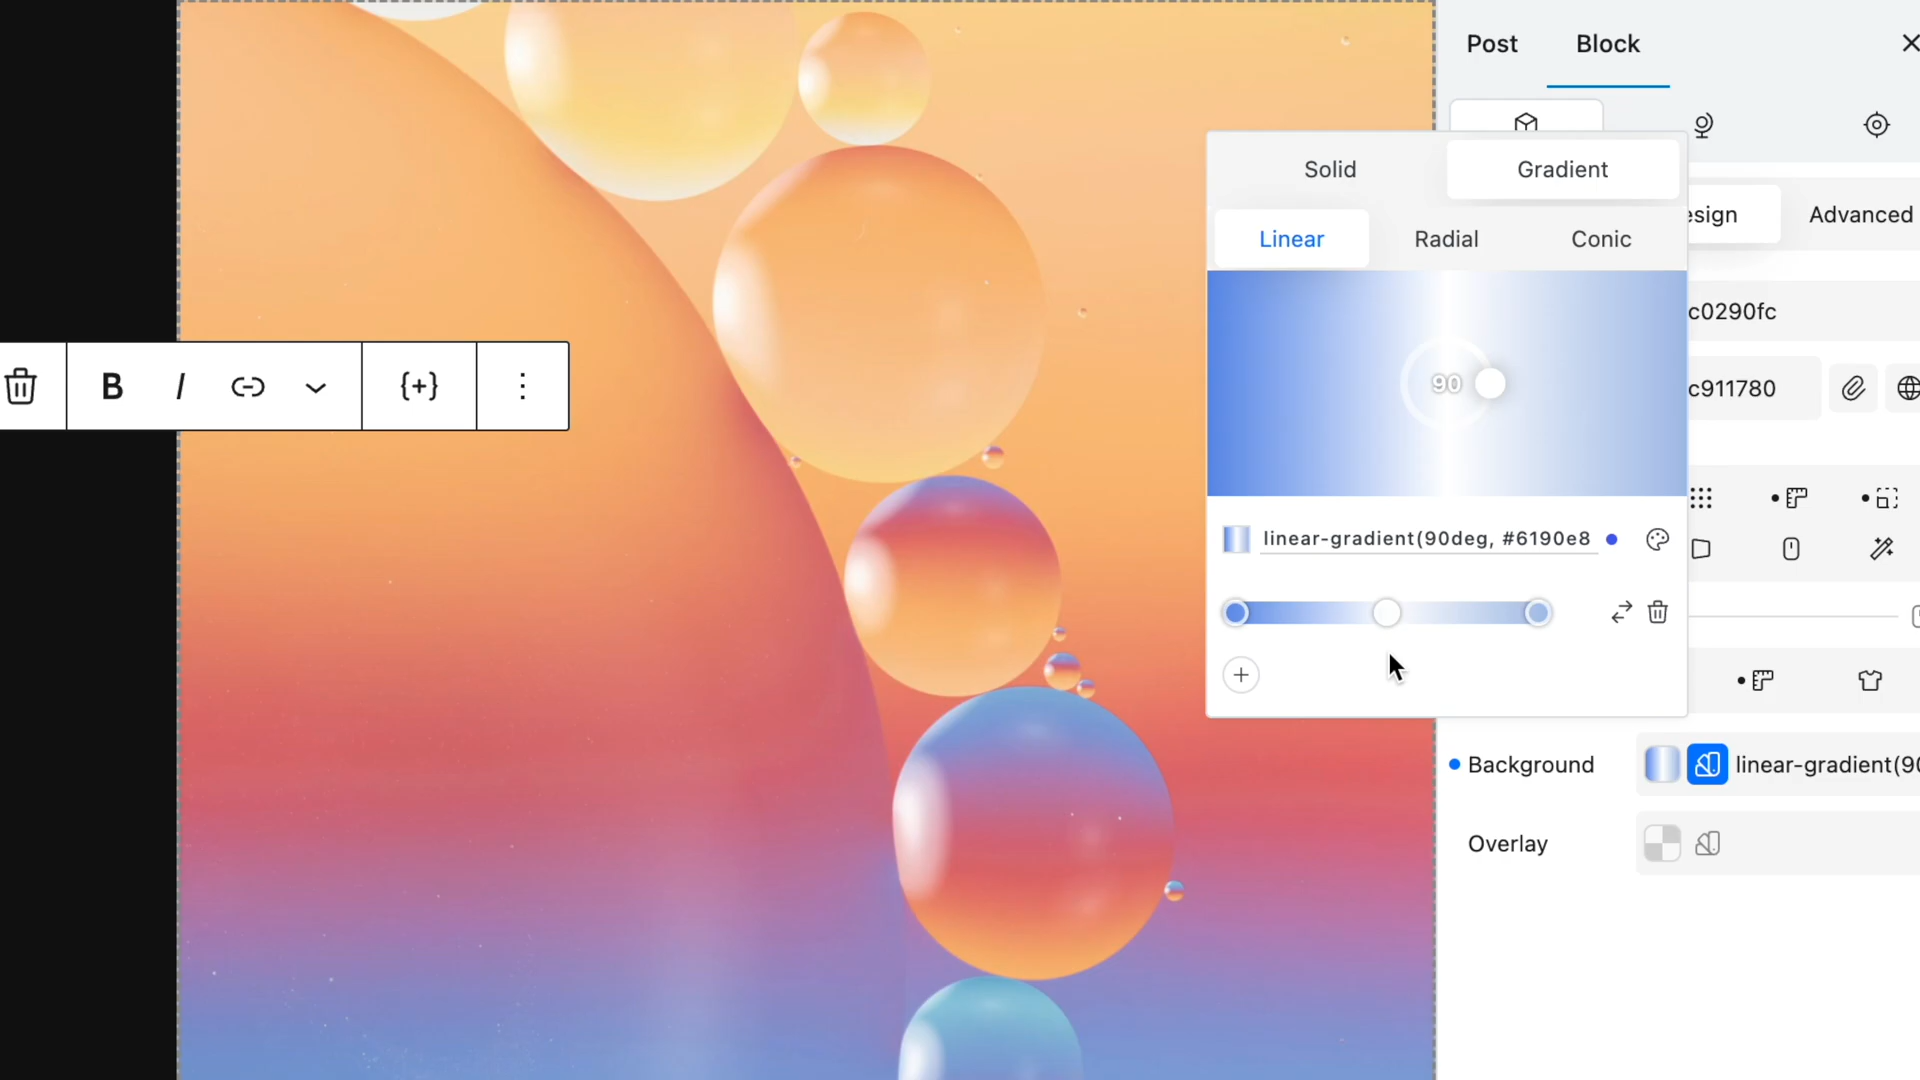 Post Block
Solid Gradient
esign Advanced
Linear Radial Conic
c0290fc
90
c911780
B I {+}
linear-gradient(90deg, #6190e8
Background linear-gradient(90
Overlay